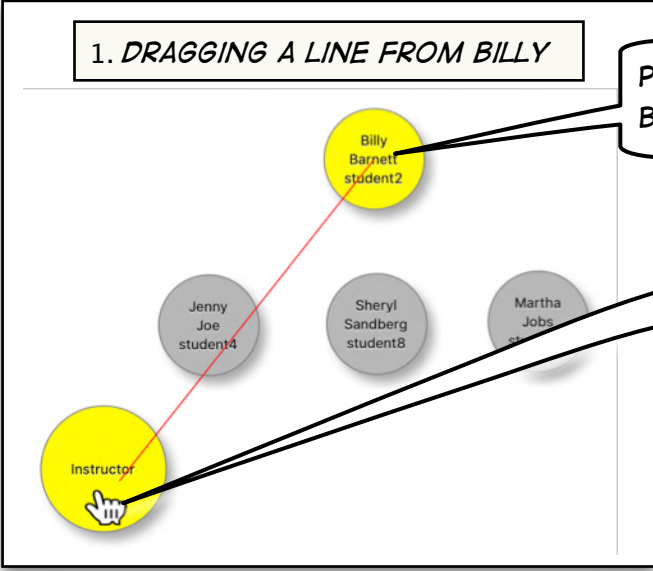 1. DRAGGING A LINE FROM BILLY
Billy
Barnett
student2
Jenny
Joe
student4
Sheryl
Sandberg
student8
Martha
Jobs
Instructor